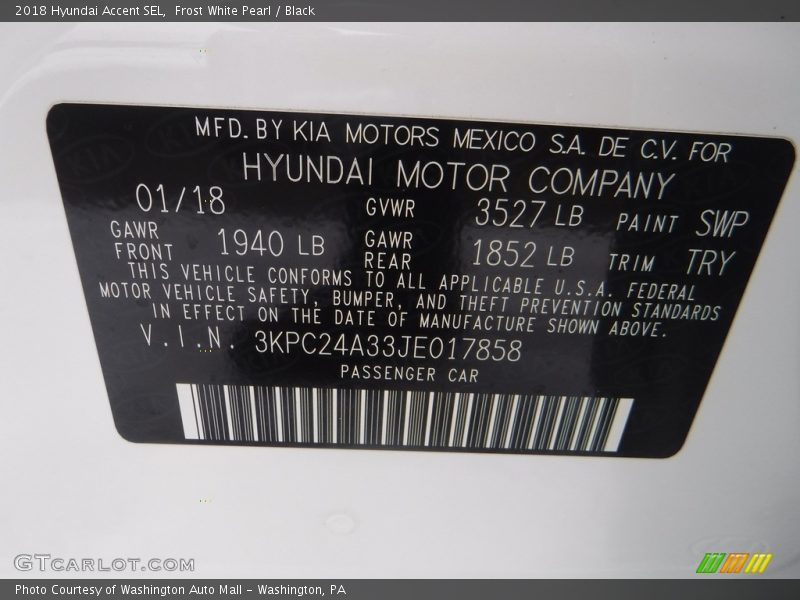 2018 Hyundai Accent SEL, Frost White Pearl / Black
MFD. BY KIA MOTORS MEXICO S.A. DE C.V. FOR
HYUNDAI MOTOR COMPANY
01/18 GVWR 3527 LB PAINT SWP
GAWR FRONT 1940 LB GAWR REAR 1852 LB TRIM TRY
THIS VEHICLE CONFORMS TO ALL APPLICABLE U.S.A. FEDERAL
MOTOR VEHICLE SAFETY, BUMPER, AND THEFT PREVENTION STANDARDS
IN EFFECT ON THE DATE OF MANUFACTURE SHOWN ABOVE.
V.I.N. 3KPC24A33JE017858
PASSENGER CAR
GTCARLOT.COM
Photo Courtesy of Washington Auto Mall - Washington, PA